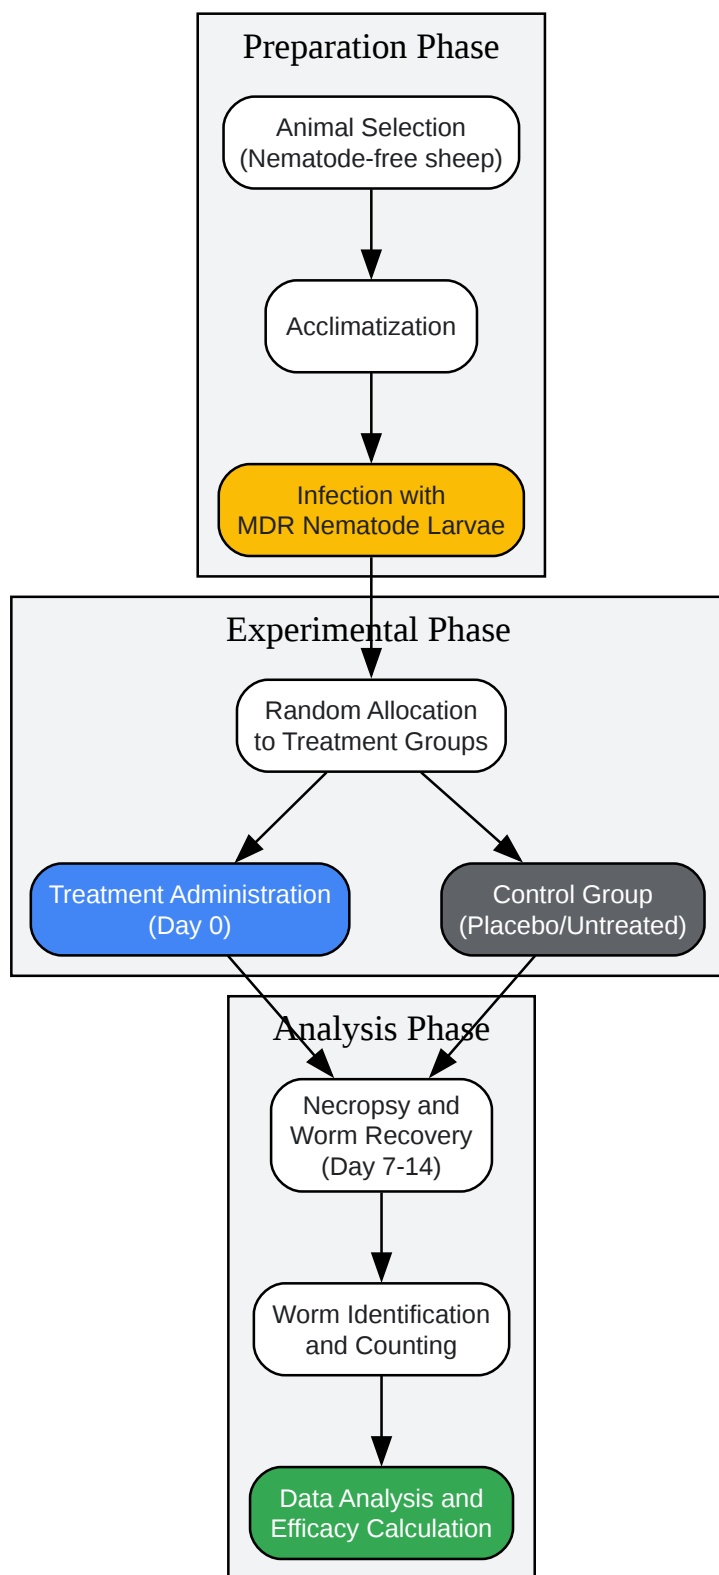 Preparation Phase
Animal Selection
(Nematode-free sheep)
Acclimatization
Infection with
MDR Nematode Larvae
Experimental Phase
Random Allocation
to Treatment Groups
Treatment Administration
(Day 0)
Control Group
(Placebo/Untreated)
Analysis Phase
Necropsy and
Worm Recovery
(Day 7-14)
Worm Identification
and Counting
Data Analysis and
Efficacy Calculation